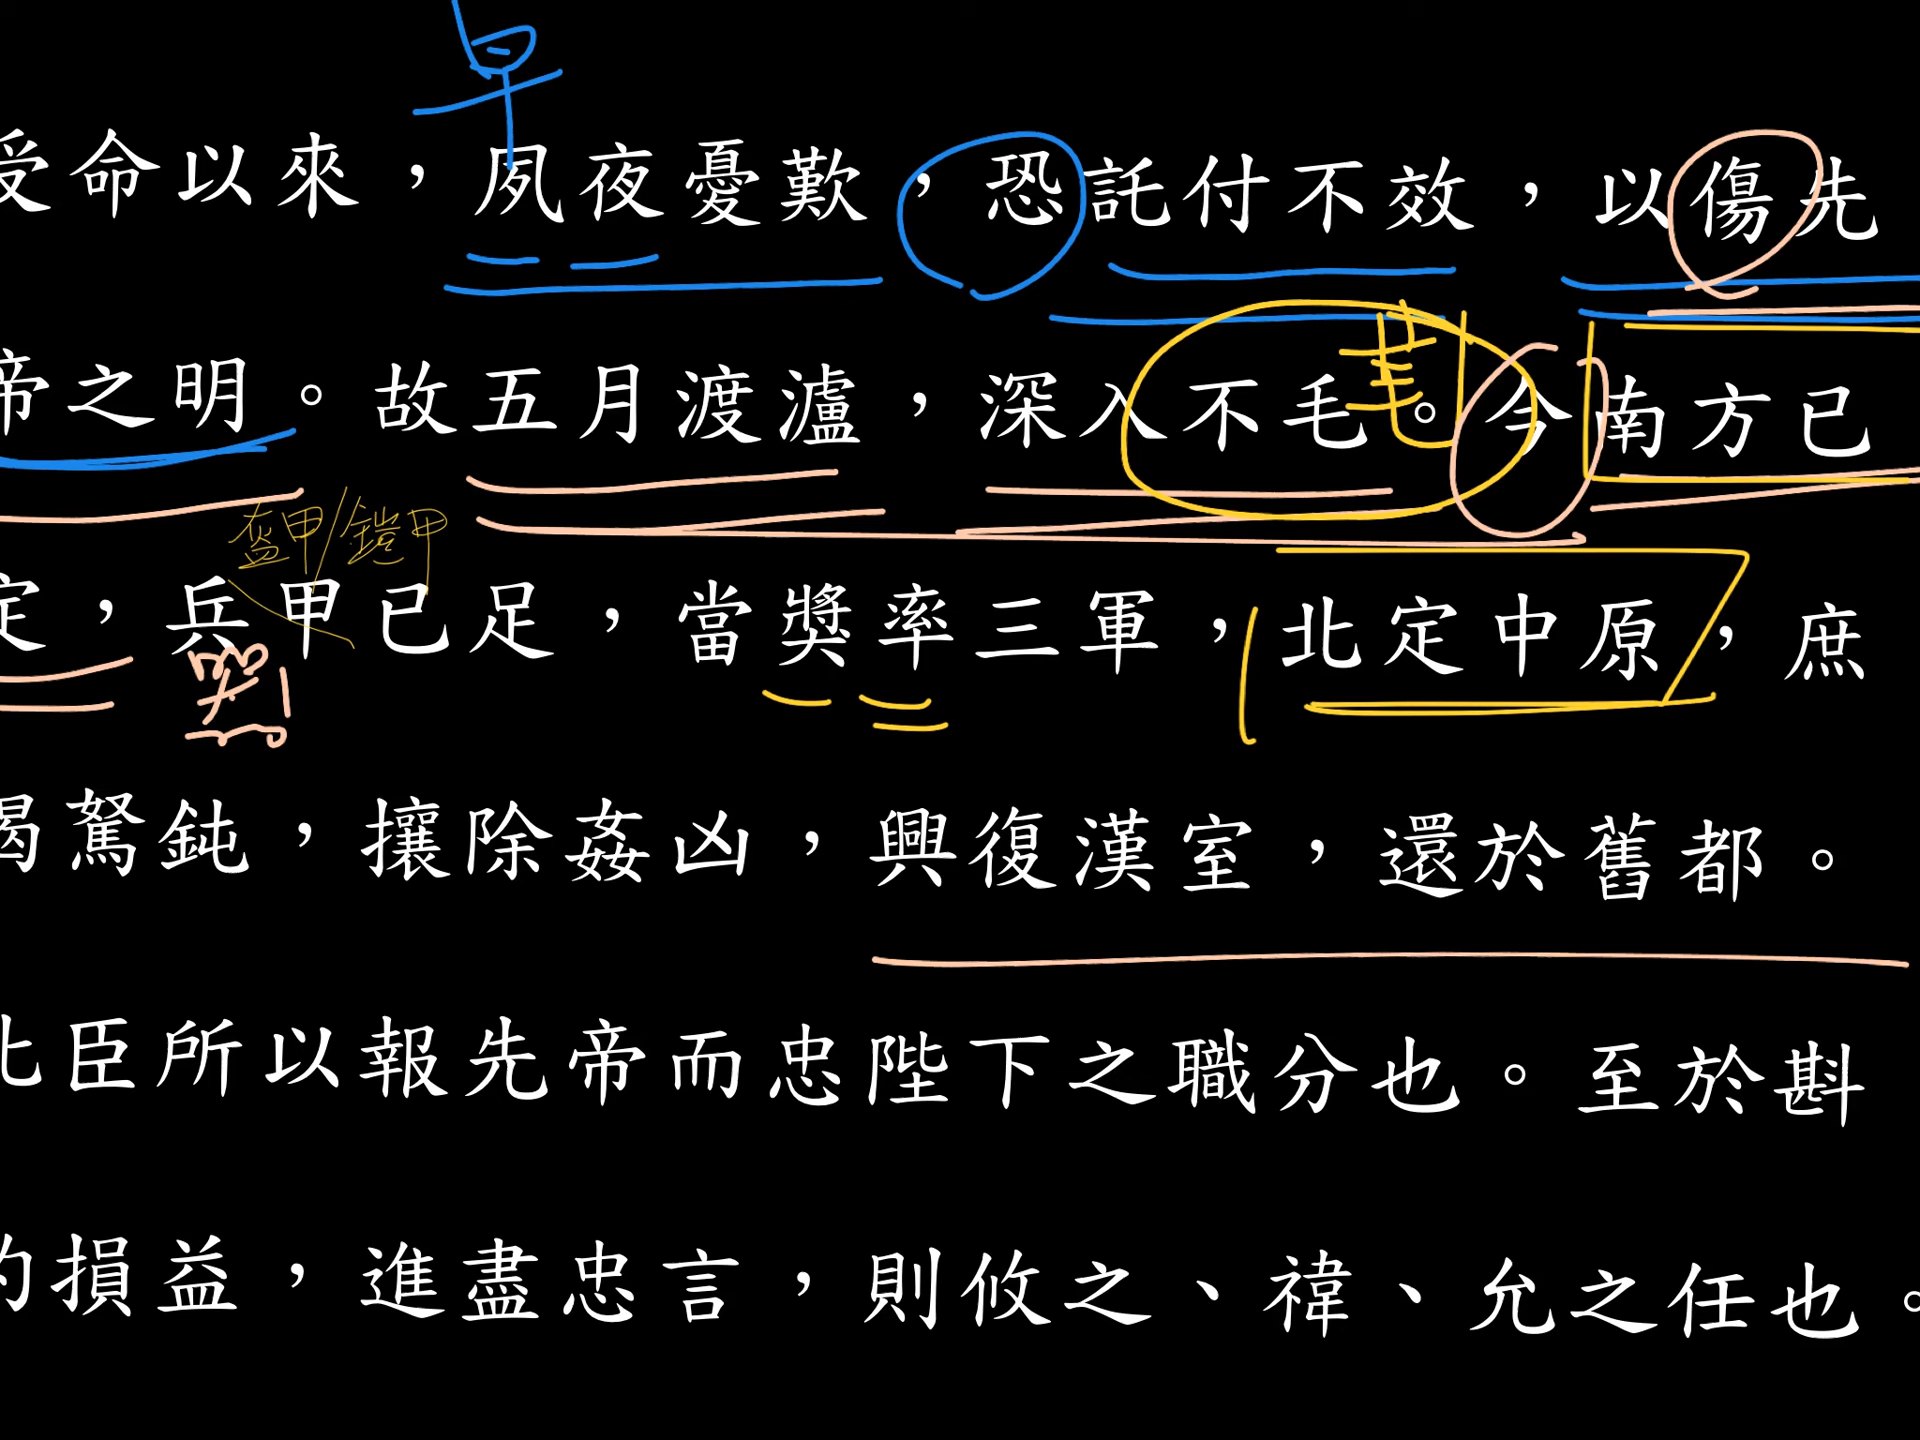 早
受命以來，夙夜憂歎，恐託付不效，以傷先
帝之明。故五月渡瀘，深入不毛。今南方已
盔甲/鎧甲
定，兵甲已足，當獎率三軍，北定中原，庶
竭駑鈍，攘除姦凶，興復漢室，還於舊都。
此臣所以報先帝而忠陛下之職分也。至於斟
酌損益，進盡忠言，則攸之、禕、允之任也。